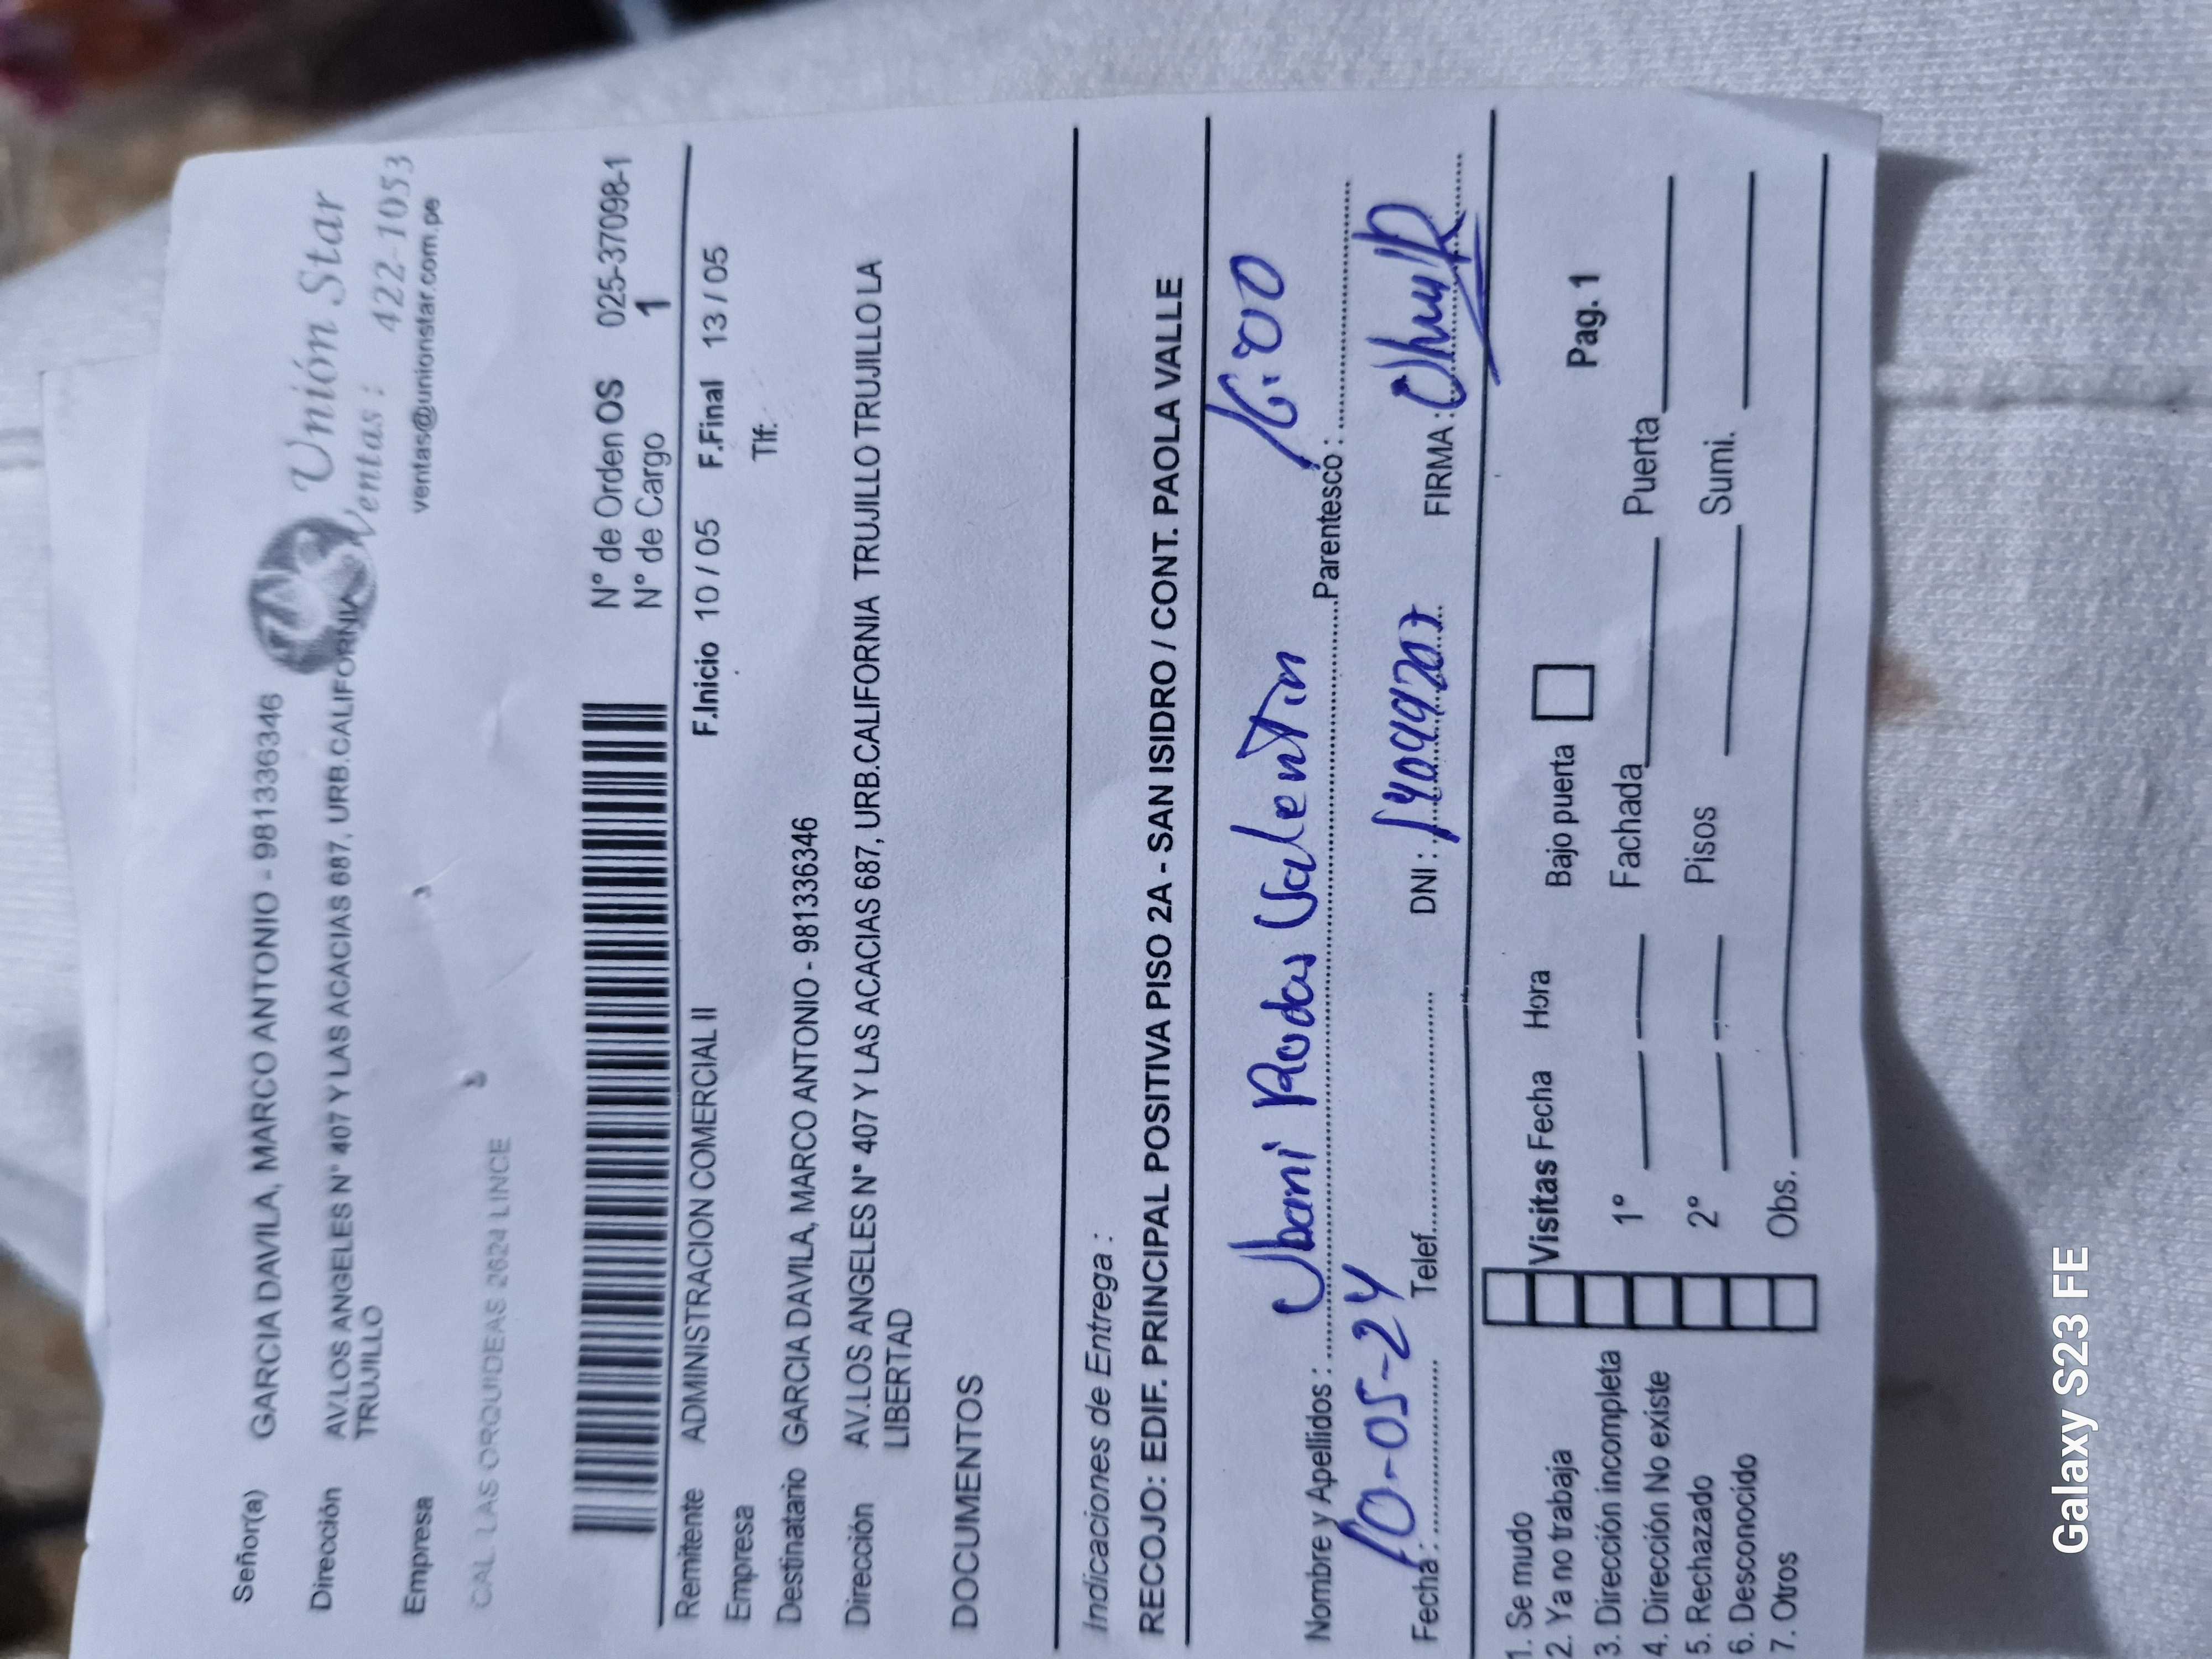 Señor(a) GARCIA DAVILA, MARCO ANTONIO - 981336346
Unión Star
Dirección AV.LOS ANGELES N° 407 Y LAS ACACIAS 687, URB.CALIFORNIA
TRUJILLO
Ventas : 422-1053
Empresa ventas@unionstar.com.pe
CAL LAS ORQUIDEAS 2624 LINCE
N° de Orden OS 025-37098-1
N° de Cargo 1
Remitente ADMINISTRACION COMERCIAL II F.Inicio 10 / 05 F.Final 13 / 05
Empresa Tlf:
Destinatario GARCIA DAVILA, MARCO ANTONIO - 981336346
Dirección AV.LOS ANGELES N° 407 Y LAS ACACIAS 687, URB.CALIFORNIA TRUJILLO TRUJILLO LA
LIBERTAD
DOCUMENTOS
Indicaciones de Entrega :
RECOJO: EDIF. PRINCIPAL POSITIVA PISO 2A - SAN ISIDRO / CONT. PAOLA VALLE
Nombre y Apellidos : Rodas Valentin Parentesco : 16:00
Fecha : 10-05-24 Telef. DNI : FIRMA :
1. Se mudo
2. Ya no trabaja Visitas Fecha Hora Bajo puerta Pag. 1
3. Dirección incompleta 1° Fachada Puerta
4. Dirección No existe
5. Rechazado 2° Pisos Sumi.
6. Desconocido
7. Otros Obs.
Galaxy S23 FE